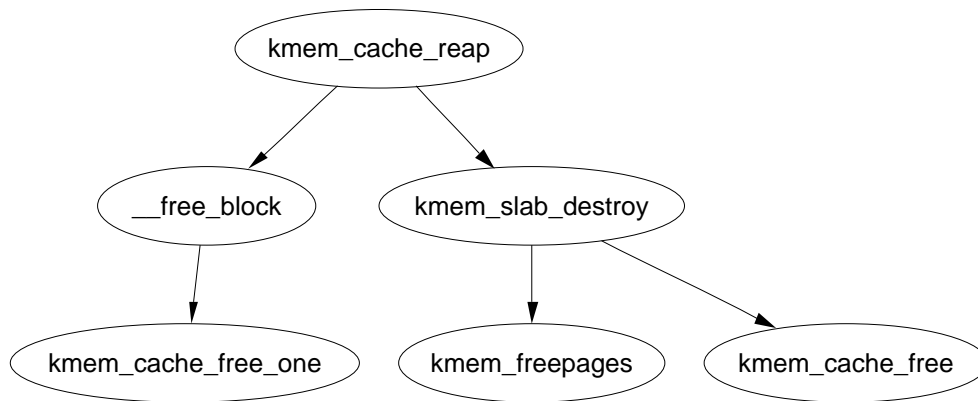 kmem_cache_reap
__free_block
kmem_slab_destroy
kmem_cache_free_one
kmem_freepages
kmem_cache_free